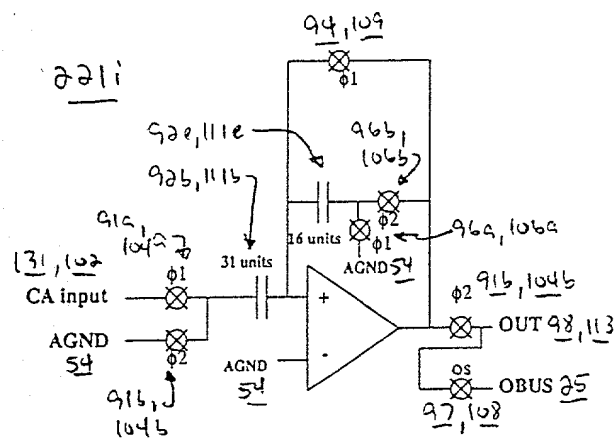 94, 109
ϕ1
221i
92e, 111e
96b,
106b
92b, 111b
ϕ2
91a,
104a
16 units
ϕ1
96a, 106a
31 units
AGND 54
131, 102
ϕ1
CA input
+
ϕ2
91b, 104b
OUT 98, 113
AGND
54
ϕ2
AGND
54
-
os
OBUS 25
91b,
104b
97, 108